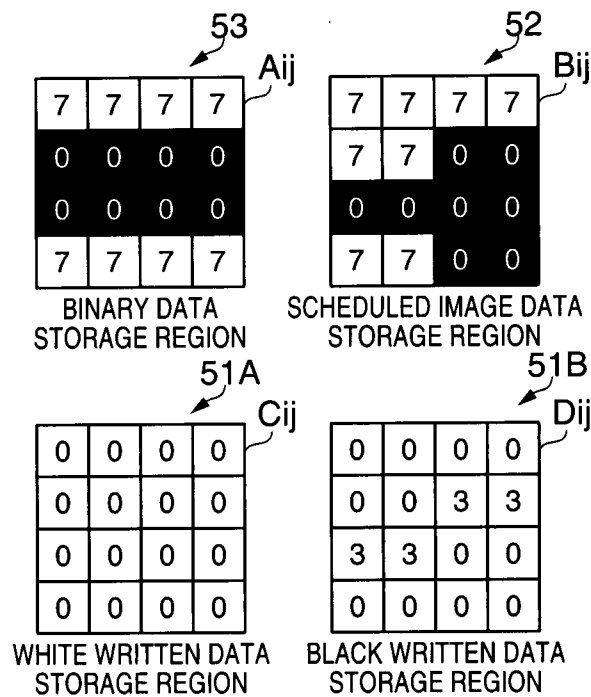 53
Aij
7 7 7 7
0 0 0 0
0 0 0 0
7 7 7 7
BINARY DATA
STORAGE REGION
52
Bij
7 7 7 7
7 7 0 0
0 0 0 0
7 7 0 0
SCHEDULED IMAGE DATA
STORAGE REGION
51A
Cij
0 0 0 0
0 0 0 0
0 0 0 0
0 0 0 0
WHITE WRITTEN DATA
STORAGE REGION
51B
Dij
0 0 0 0
0 0 3 3
3 3 0 0
0 0 0 0
BLACK WRITTEN DATA
STORAGE REGION